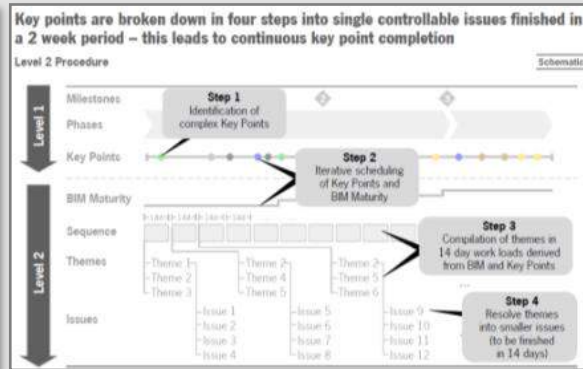 Key points are broken down in four steps into single controllable issues finished in
a 2 week period – this leads to continuous key point completion
Level 2 Procedure
Schematic
Level 1
Milestones
2
3
Phases
Key Points
Step 1
Identification of
complex Key Points
Step 2
Iterative scheduling
of Key Points and
BIM Maturity
Level 2
BIM Maturity
Sequence
Step 3
Compilation of themes in
14 day work loads derived
from BIM and Key Points
Themes
Theme 1
Theme 2
Theme 3
Theme 2
Theme 4
Theme 5
Theme 2
Theme 5
Theme 6
...
Issues
Issue 1
Issue 2
Issue 3
Issue 4
Issue 5
Issue 6
Issue 7
Issue 8
Issue 9
Issue 10
Issue 11
Issue 12
Step 4
Resolve themes
into smaller issues
(to be finished
in 14 days)